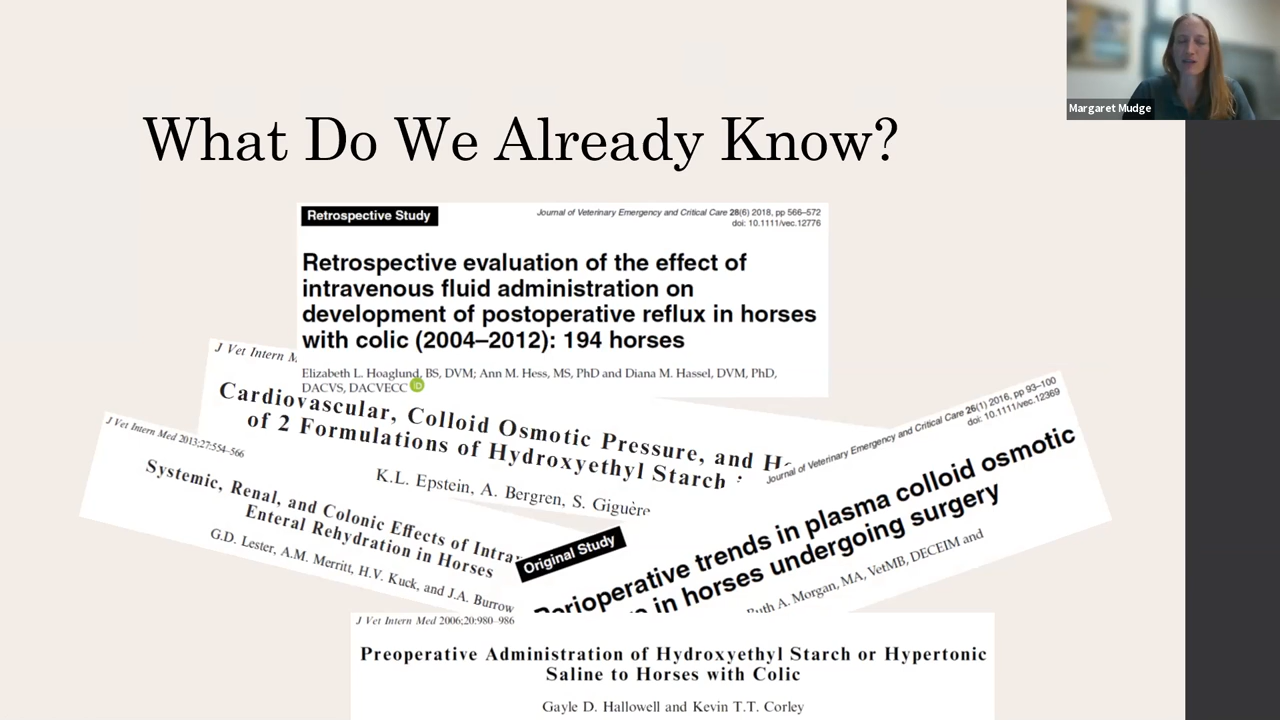 Margaret Mudge
What Do We Already Know?
Retrospective Study
Journal of Veterinary Emergency and Critical Care 28(6) 2018, pp 566–572
doi: 10.1111/vec.12776
Retrospective evaluation of the effect of
intravenous fluid administration on
development of postoperative reflux in horses
with colic (2004–2012): 194 horses
Elizabeth L. Hoaglund, BS, DVM; Ann M. Hess, MS, PhD and Diana M. Hassel, DVM, PhD,
DACVS, DACVECC iD
J Vet Intern
Cardiovascular, Colloid Osmotic Pressure, and
of 2 Formulations of Hydroxyethyl Starch
K.L. Epstein, A. Bergren, S. Giguère
J Vet Intern Med 2013;27:554–566
Systemic, Renal, and Colonic Effects of
Enteral Rehydration in Horses
G.D. Lester, A.M. Merritt, H.V. Kuck, and J.A. Burrow
Journal of Veterinary Emergency and Critical Care 26(1) 2016, pp 93–100
doi: 10.1111/vec.12369
Original Study
Perioperative trends in plasma colloid osmotic
in horses undergoing surgery
Ruth A. Morgan, MA, VetMB, DECEIM and
J Vet Intern Med 2006;20:980–986
Preoperative Administration of Hydroxyethyl Starch or Hypertonic
Saline to Horses with Colic
Gayle D. Hallowell and Kevin T.T. Corley